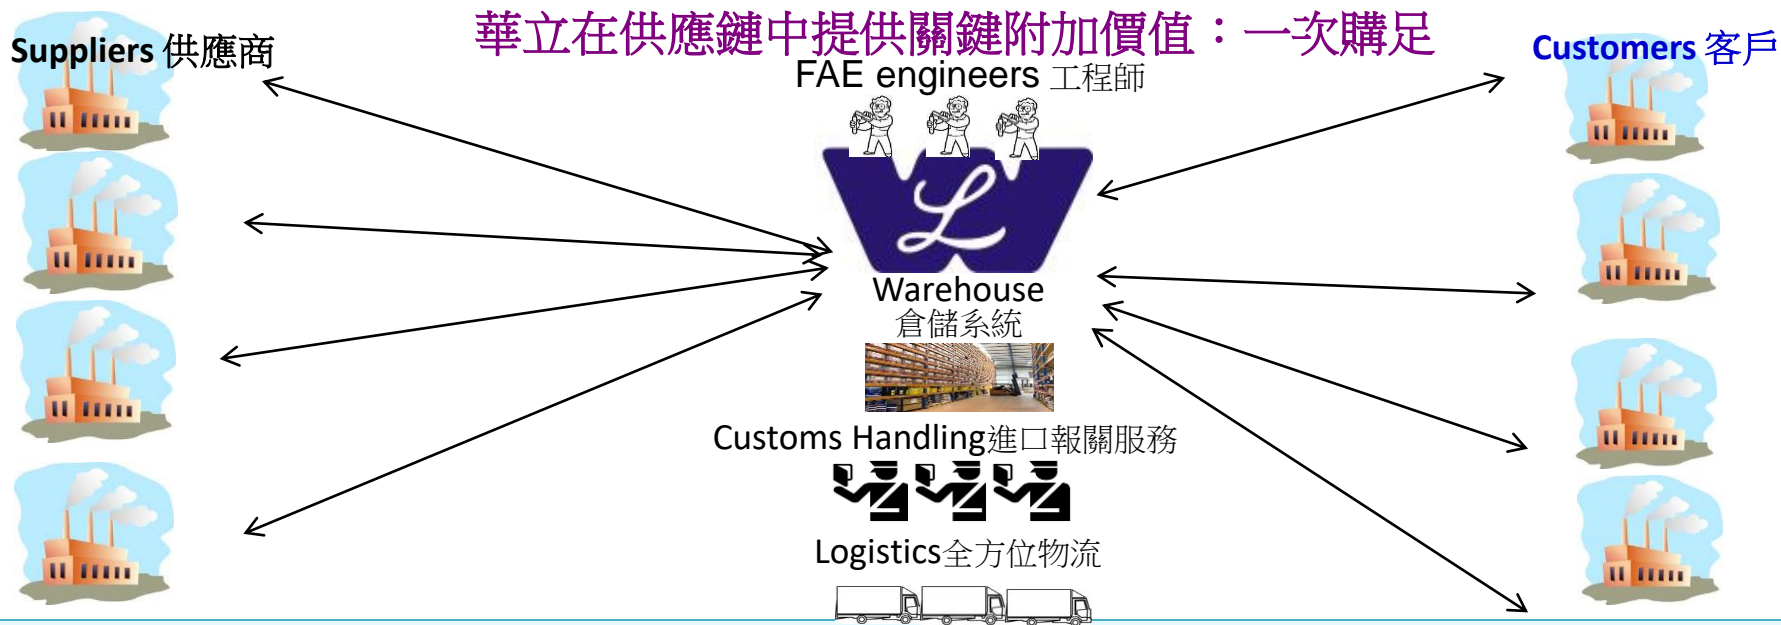 華立在供應鏈中提供關鍵附加價值：一次購足
Suppliers 供應商
Customers 客戶
FAE engineers 工程師
L
Warehouse
倉儲系統
Customs Handling進口報關服務
Logistics全方位物流